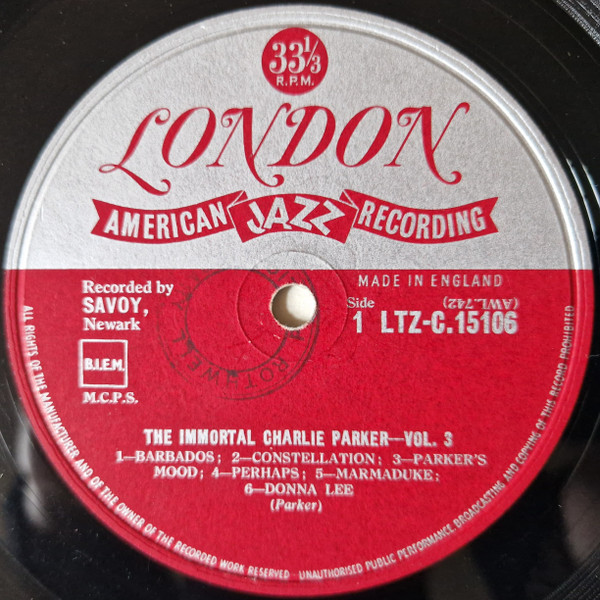 33⅓
R.P.M.
LONDON
AMERICAN JAZZ RECORDING
Recorded by
SAVOY,
Newark
MADE IN ENGLAND
Side
(AWL.742)
1 LTZ-C.15106
B.I.E.M.
M.C.P.S.
THE IMMORTAL CHARLIE PARKER—VOL. 3
1—BARBADOS; 2—CONSTELLATION; 3—PARKER'S
MOOD; 4—PERHAPS; 5—MARMADUKE;
6—DONNA LEE
(Parker)
ALL RIGHTS OF THE MANUFACTURER AND OF THE OWNER OF THE RECORDED WORK RESERVED · UNAUTHORISED PUBLIC PERFORMANCE, BROADCASTING AND COPYING OF THIS RECORD PROHIBITED